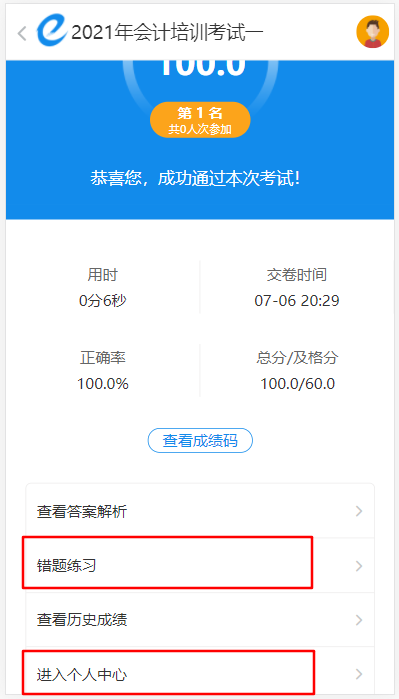 2021年会计培训考试一
100.0
第 1 名
共0人次参加
恭喜您，成功通过本次考试！
用时
交卷时间
0分6秒
07-06 20:29
正确率
总分/及格分
100.0%
100.0/60.0
查看成绩码
查看答案解析
错题练习
查看历史成绩
进入个人中心